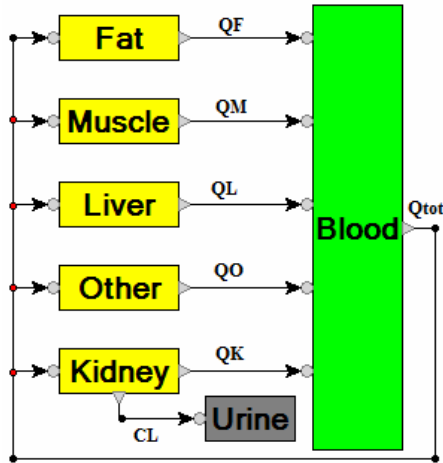 Fat
QF
Muscle
QM
Liver
QL
Qtot
Blood
Other
QO
Kidney
QK
CL
Urine